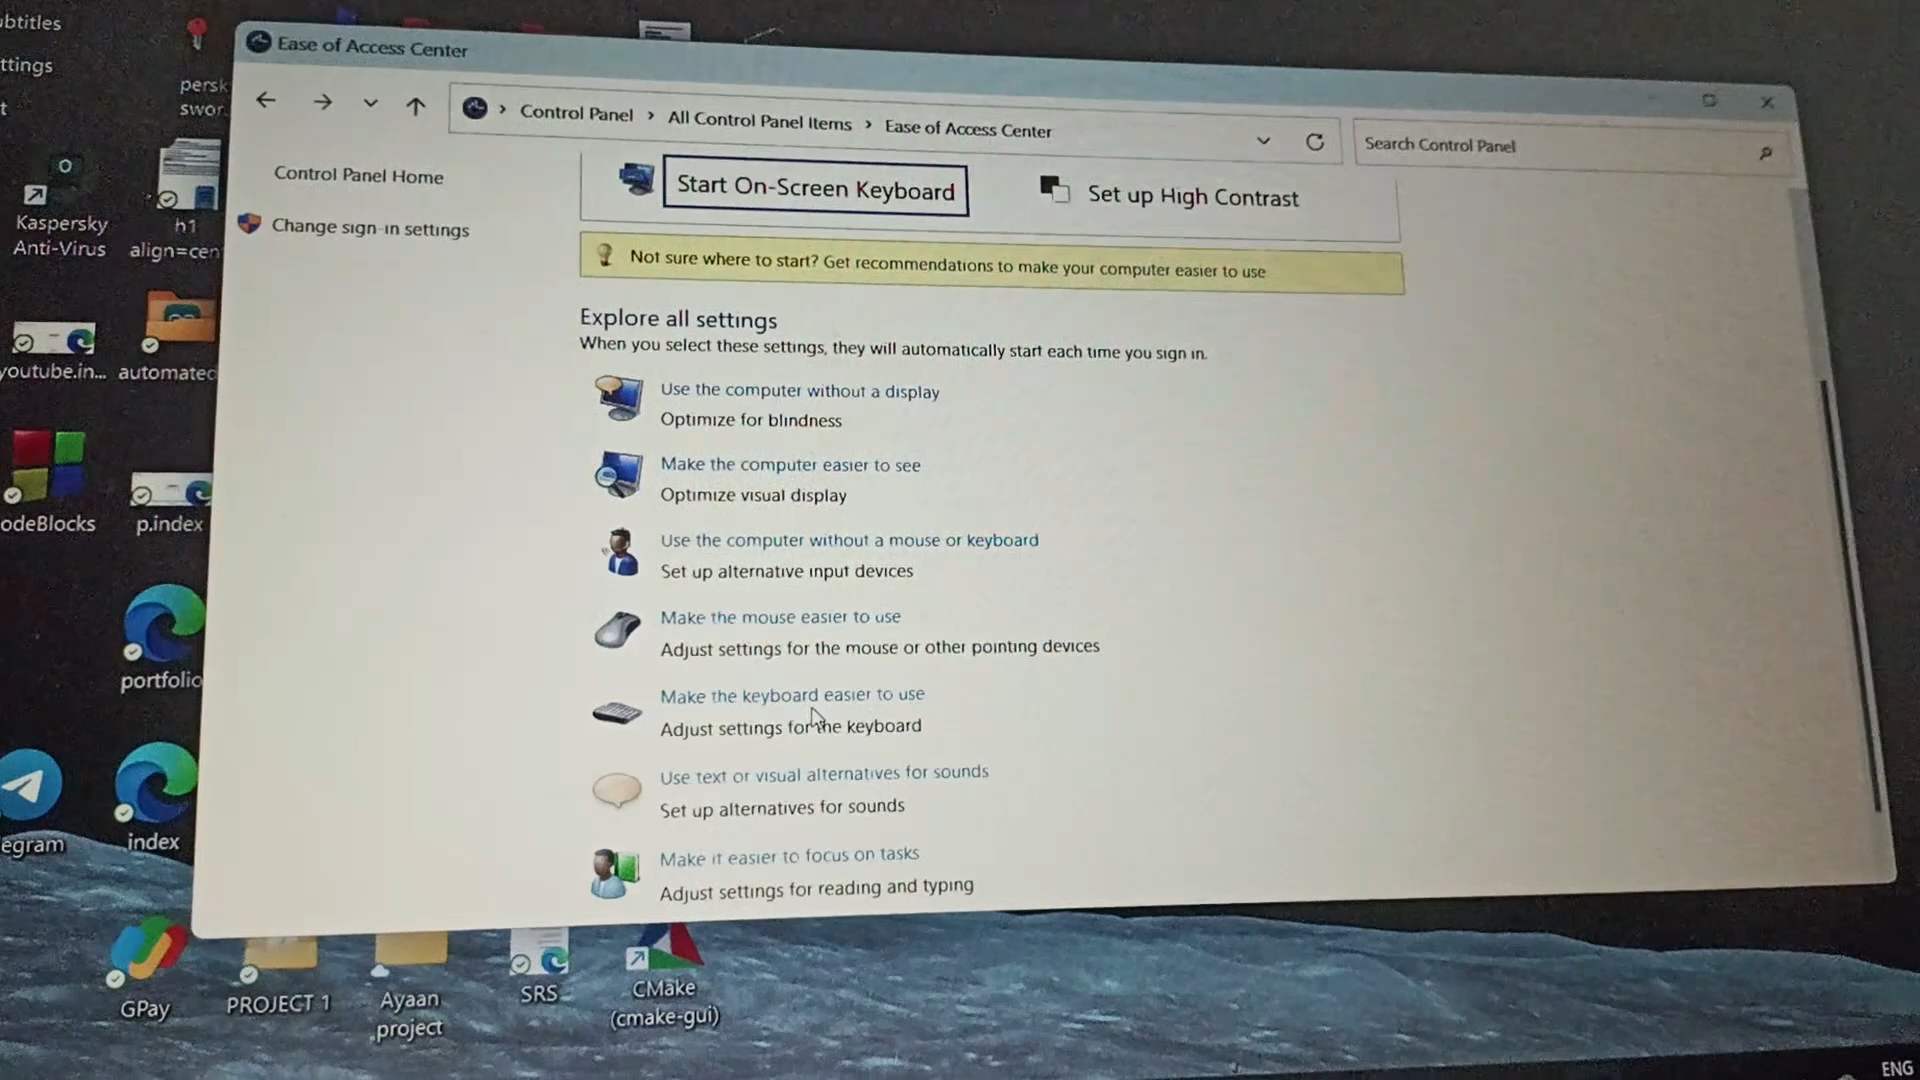 Ease of Access Center
Control Panel > All Control Panel Items > Ease of Access Center
Search Control Panel
Control Panel Home
Change sign-in settings
Start On-Screen Keyboard
Set up High Contrast
Not sure where to start? Get recommendations to make your computer easier to use
Explore all settings
When you select these settings, they will automatically start each time you sign in.
Use the computer without a display
Optimize for blindness
Make the computer easier to see
Optimize visual display
Use the computer without a mouse or keyboard
Set up alternative input devices
Make the mouse easier to use
Adjust settings for the mouse or other pointing devices
Make the keyboard easier to use
Adjust settings for the keyboard
Use text or visual alternatives for sounds
Set up alternatives for sounds
Make it easier to focus on tasks
Adjust settings for reading and typing
ubtitles
ttings
t
persk
swor
Kaspersky
Anti-Virus
h1
align=cen
youtube.in...
automated
odeBlocks
p.index
portfolio
egram
index
GPay
PROJECT 1
Ayaan
project
SRS
CMake
(cmake-gui)
ENG